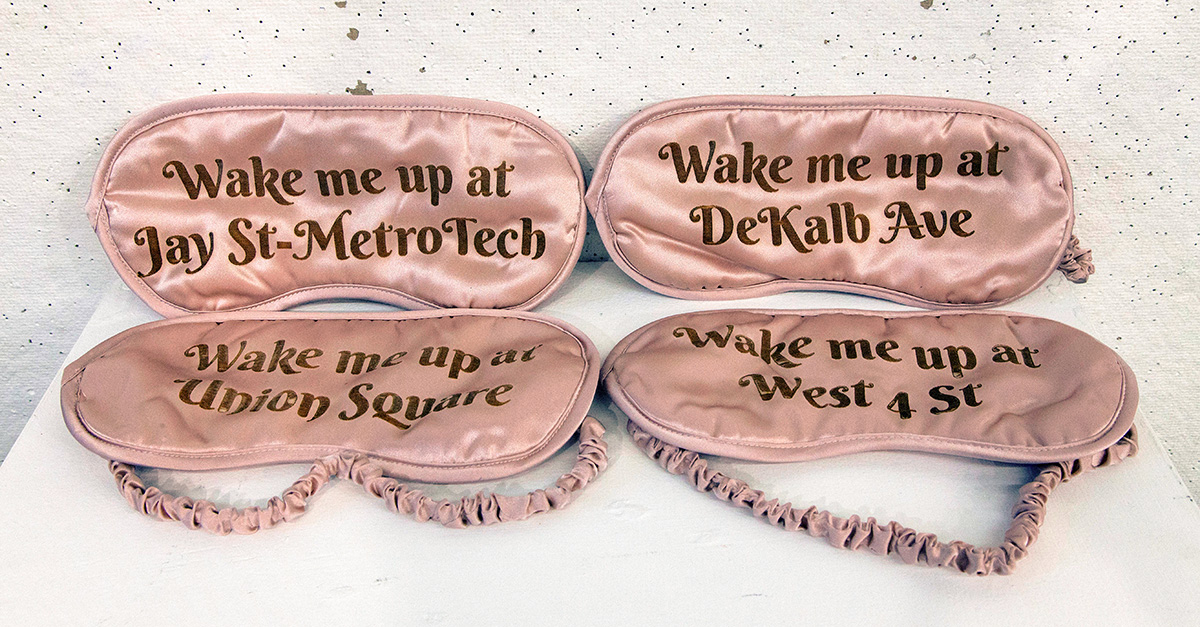 Wake me up at
Jay St-MetroTech
Wake me up at
DeKalb Ave
Wake me up at
Union Square
Wake me up at
West 4 St